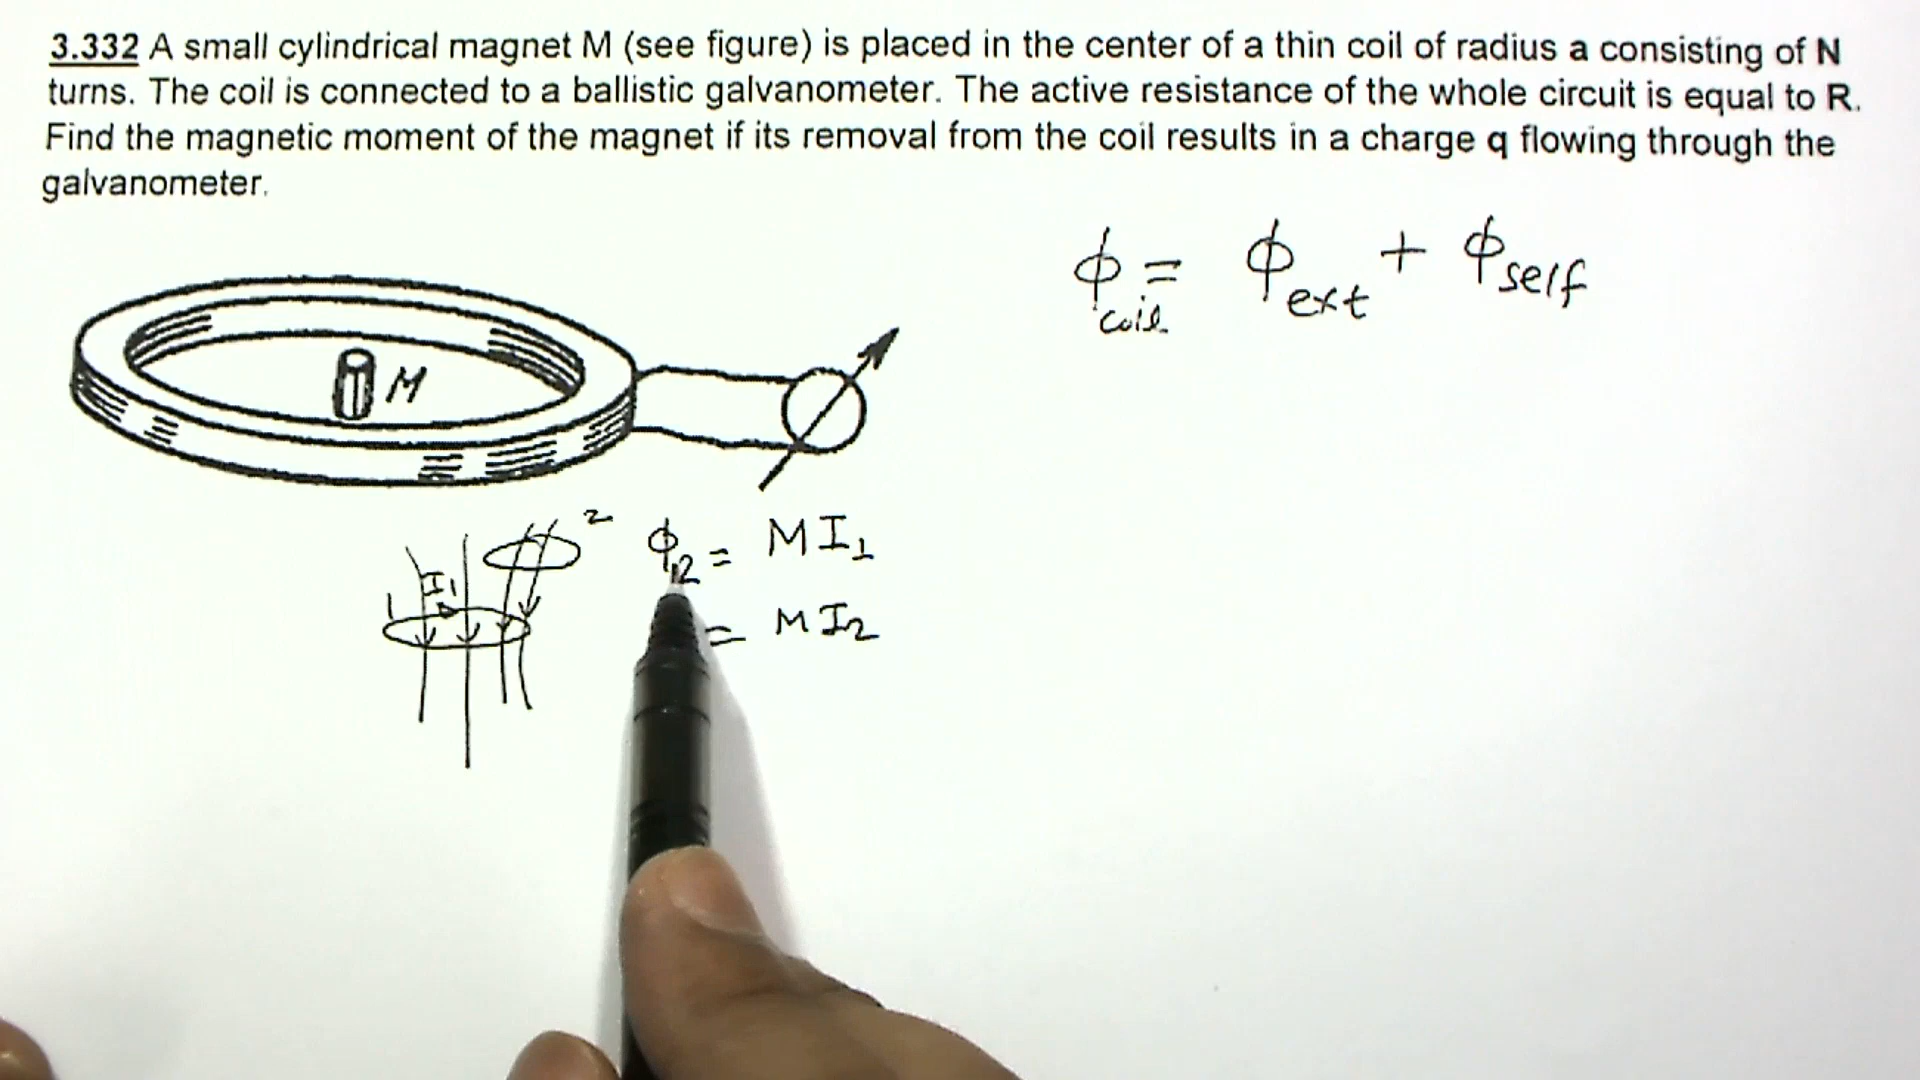 3.332 A small cylindrical magnet M (see figure) is placed in the center of a thin coil of radius a consisting of N
turns. The coil is connected to a ballistic galvanometer. The active resistance of the whole circuit is equal to R.
Find the magnetic moment of the magnet if its removal from the coil results in a charge q flowing through the
galvanometer.
ϕcoil = ϕext + ϕself
M
2
ϕ12 = MI1
I1
1
= MI2